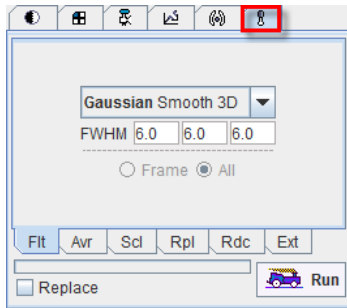 Gaussian Smooth 3D
FWHM 6.0 6.0 6.0
Frame All
Flt Avr Scl Rpl Rdc Ext
Replace Run